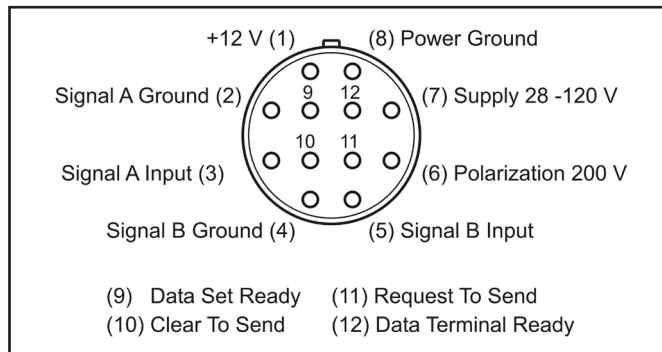 +12 V (1) (8) Power Ground
9 12
Signal A Ground (2) (7) Supply 28 -120 V
10 11
Signal A Input (3) (6) Polarization 200 V
Signal B Ground (4) (5) Signal B Input
(9) Data Set Ready (11) Request To Send
(10) Clear To Send (12) Data Terminal Ready